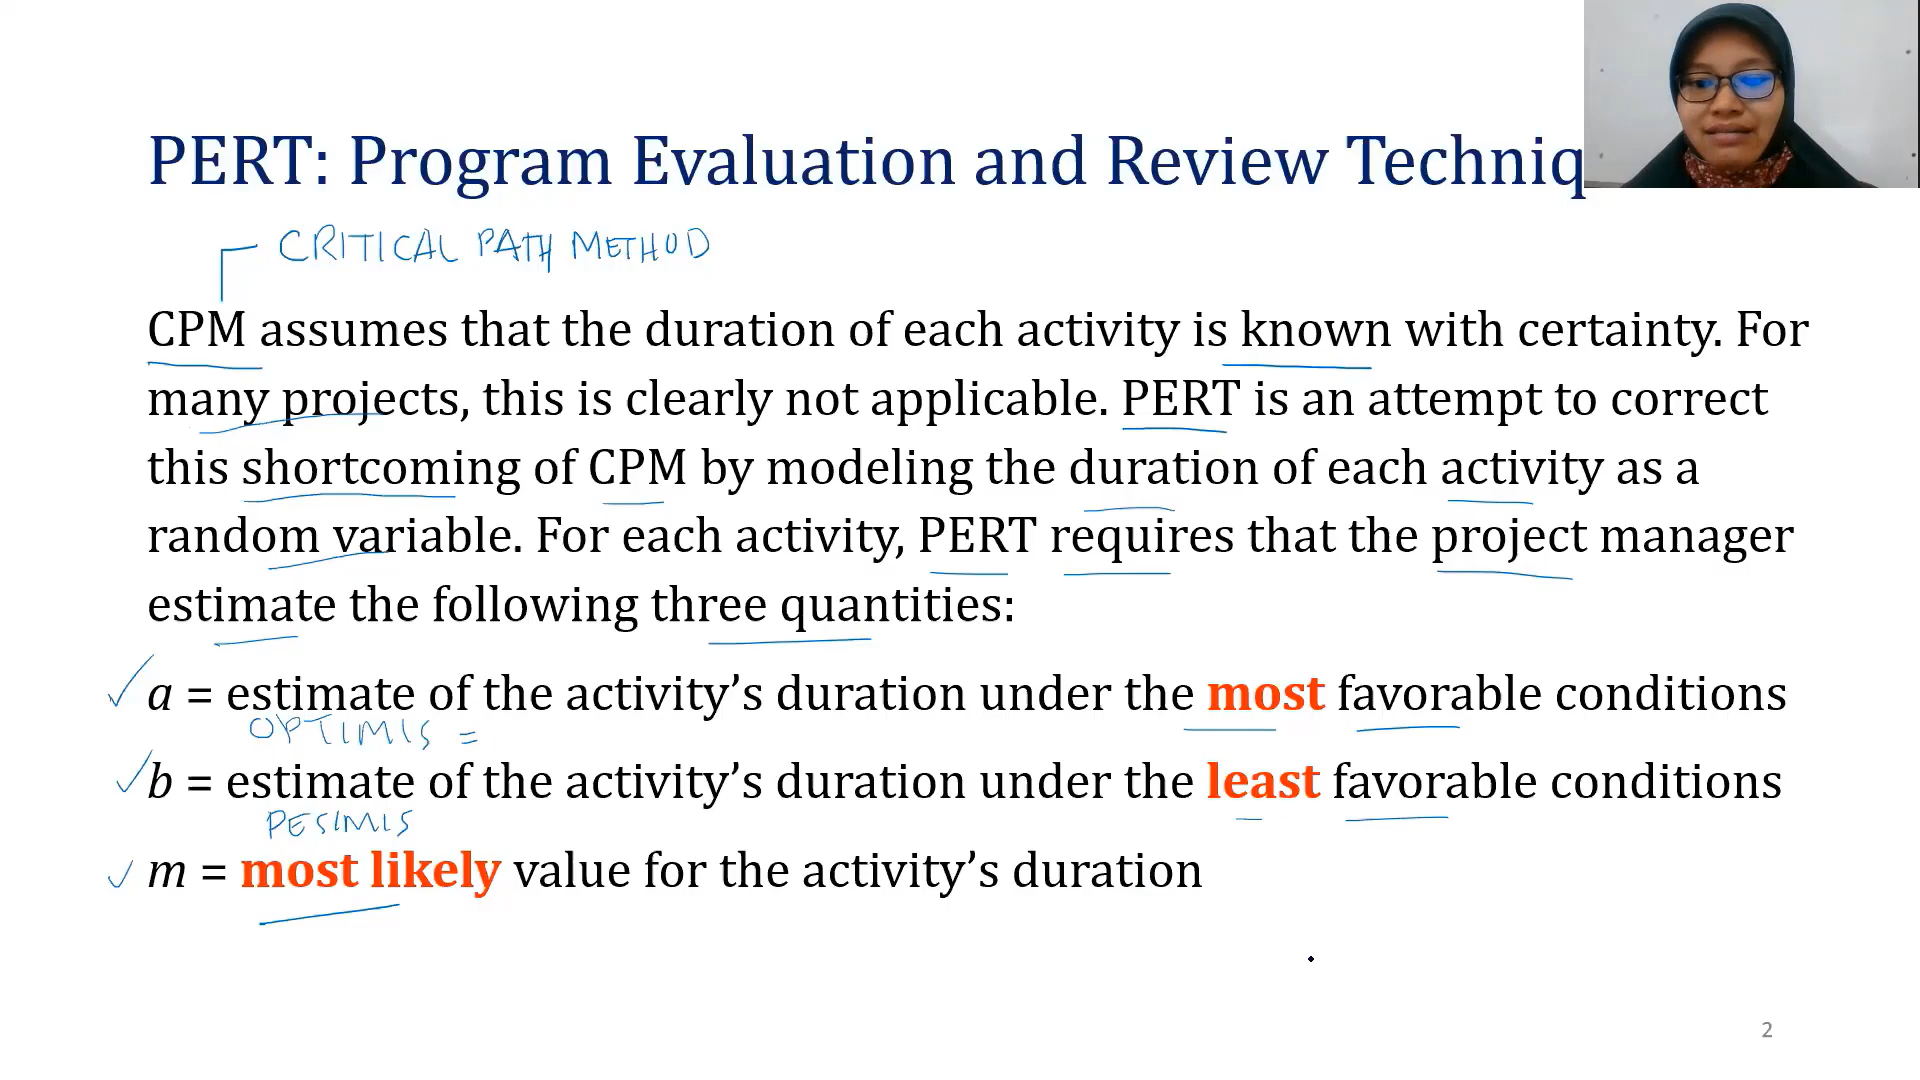 PERT: Program Evaluation and Review Techniq
CRITICAL PATH METHOD
CPM assumes that the duration of each activity is known with certainty. For
many projects, this is clearly not applicable. PERT is an attempt to correct
this shortcoming of CPM by modeling the duration of each activity as a
random variable. For each activity, PERT requires that the project manager
estimate the following three quantities:
a = estimate of the activity’s duration under the most favorable conditions
OPTIMIS =
b = estimate of the activity’s duration under the least favorable conditions
PESIMIS
m = most likely value for the activity’s duration
2